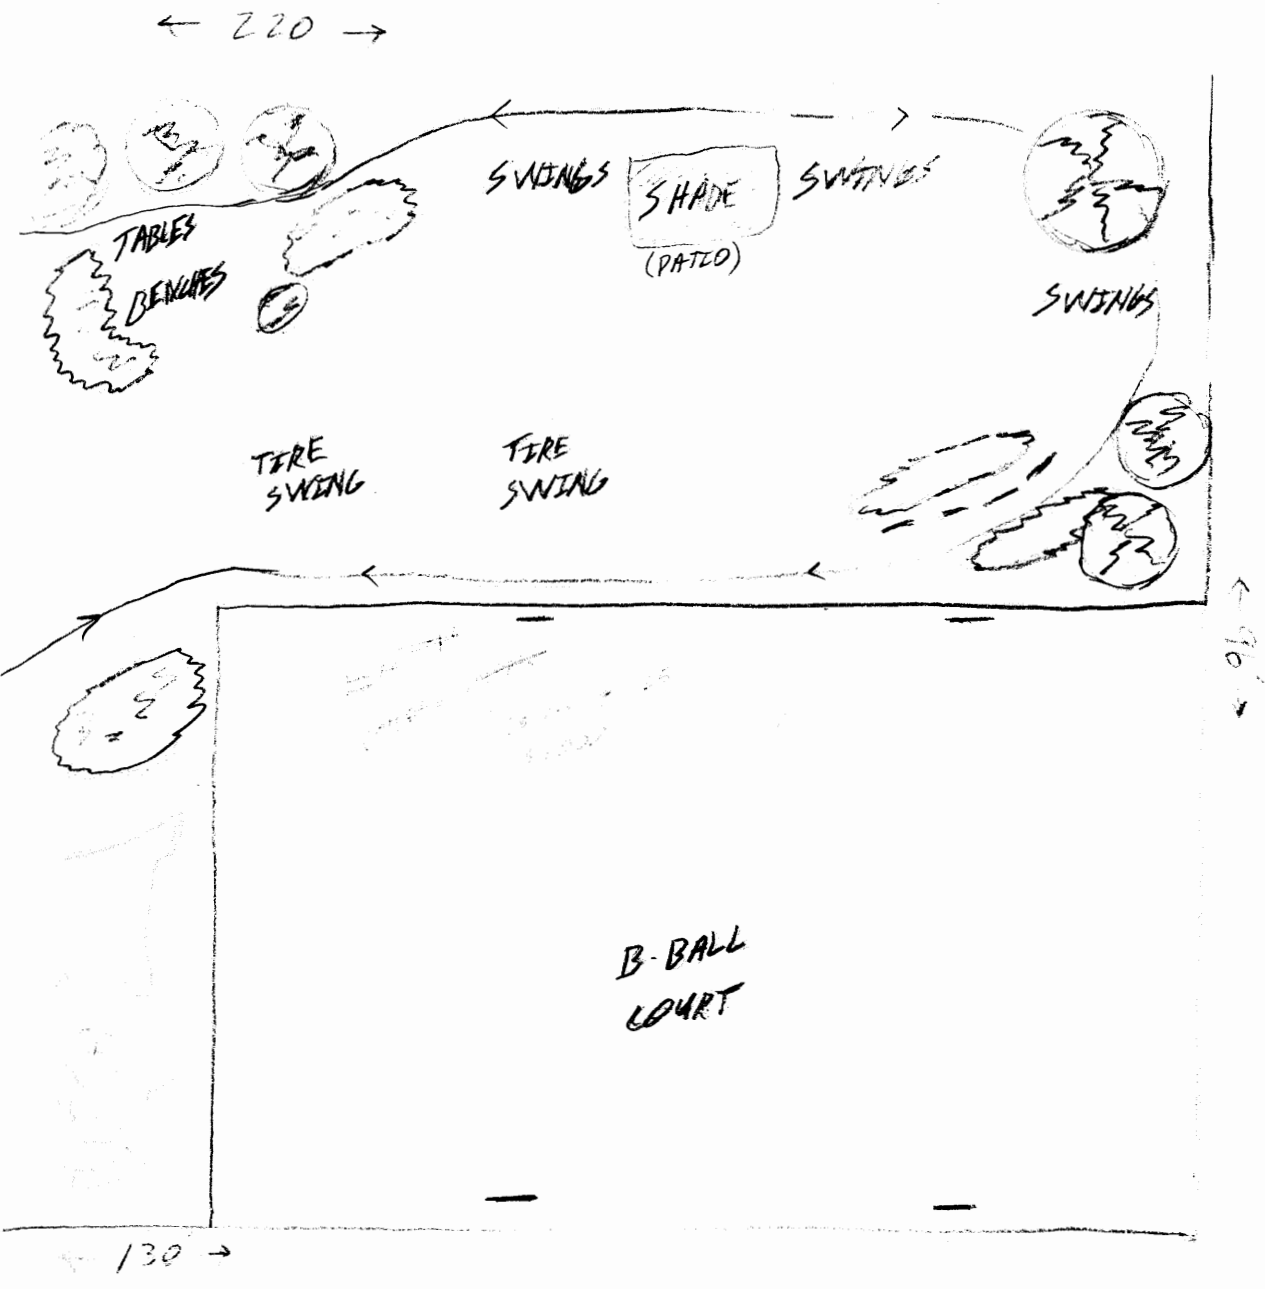 ← 220 →
SWINGS
SHADE
SWINGS
(PATIO)
TABLES
BENCHES
SWINGS
TIRE
SWING
TIRE
SWING
← 96' →
B-BALL
COURT
← 130 →